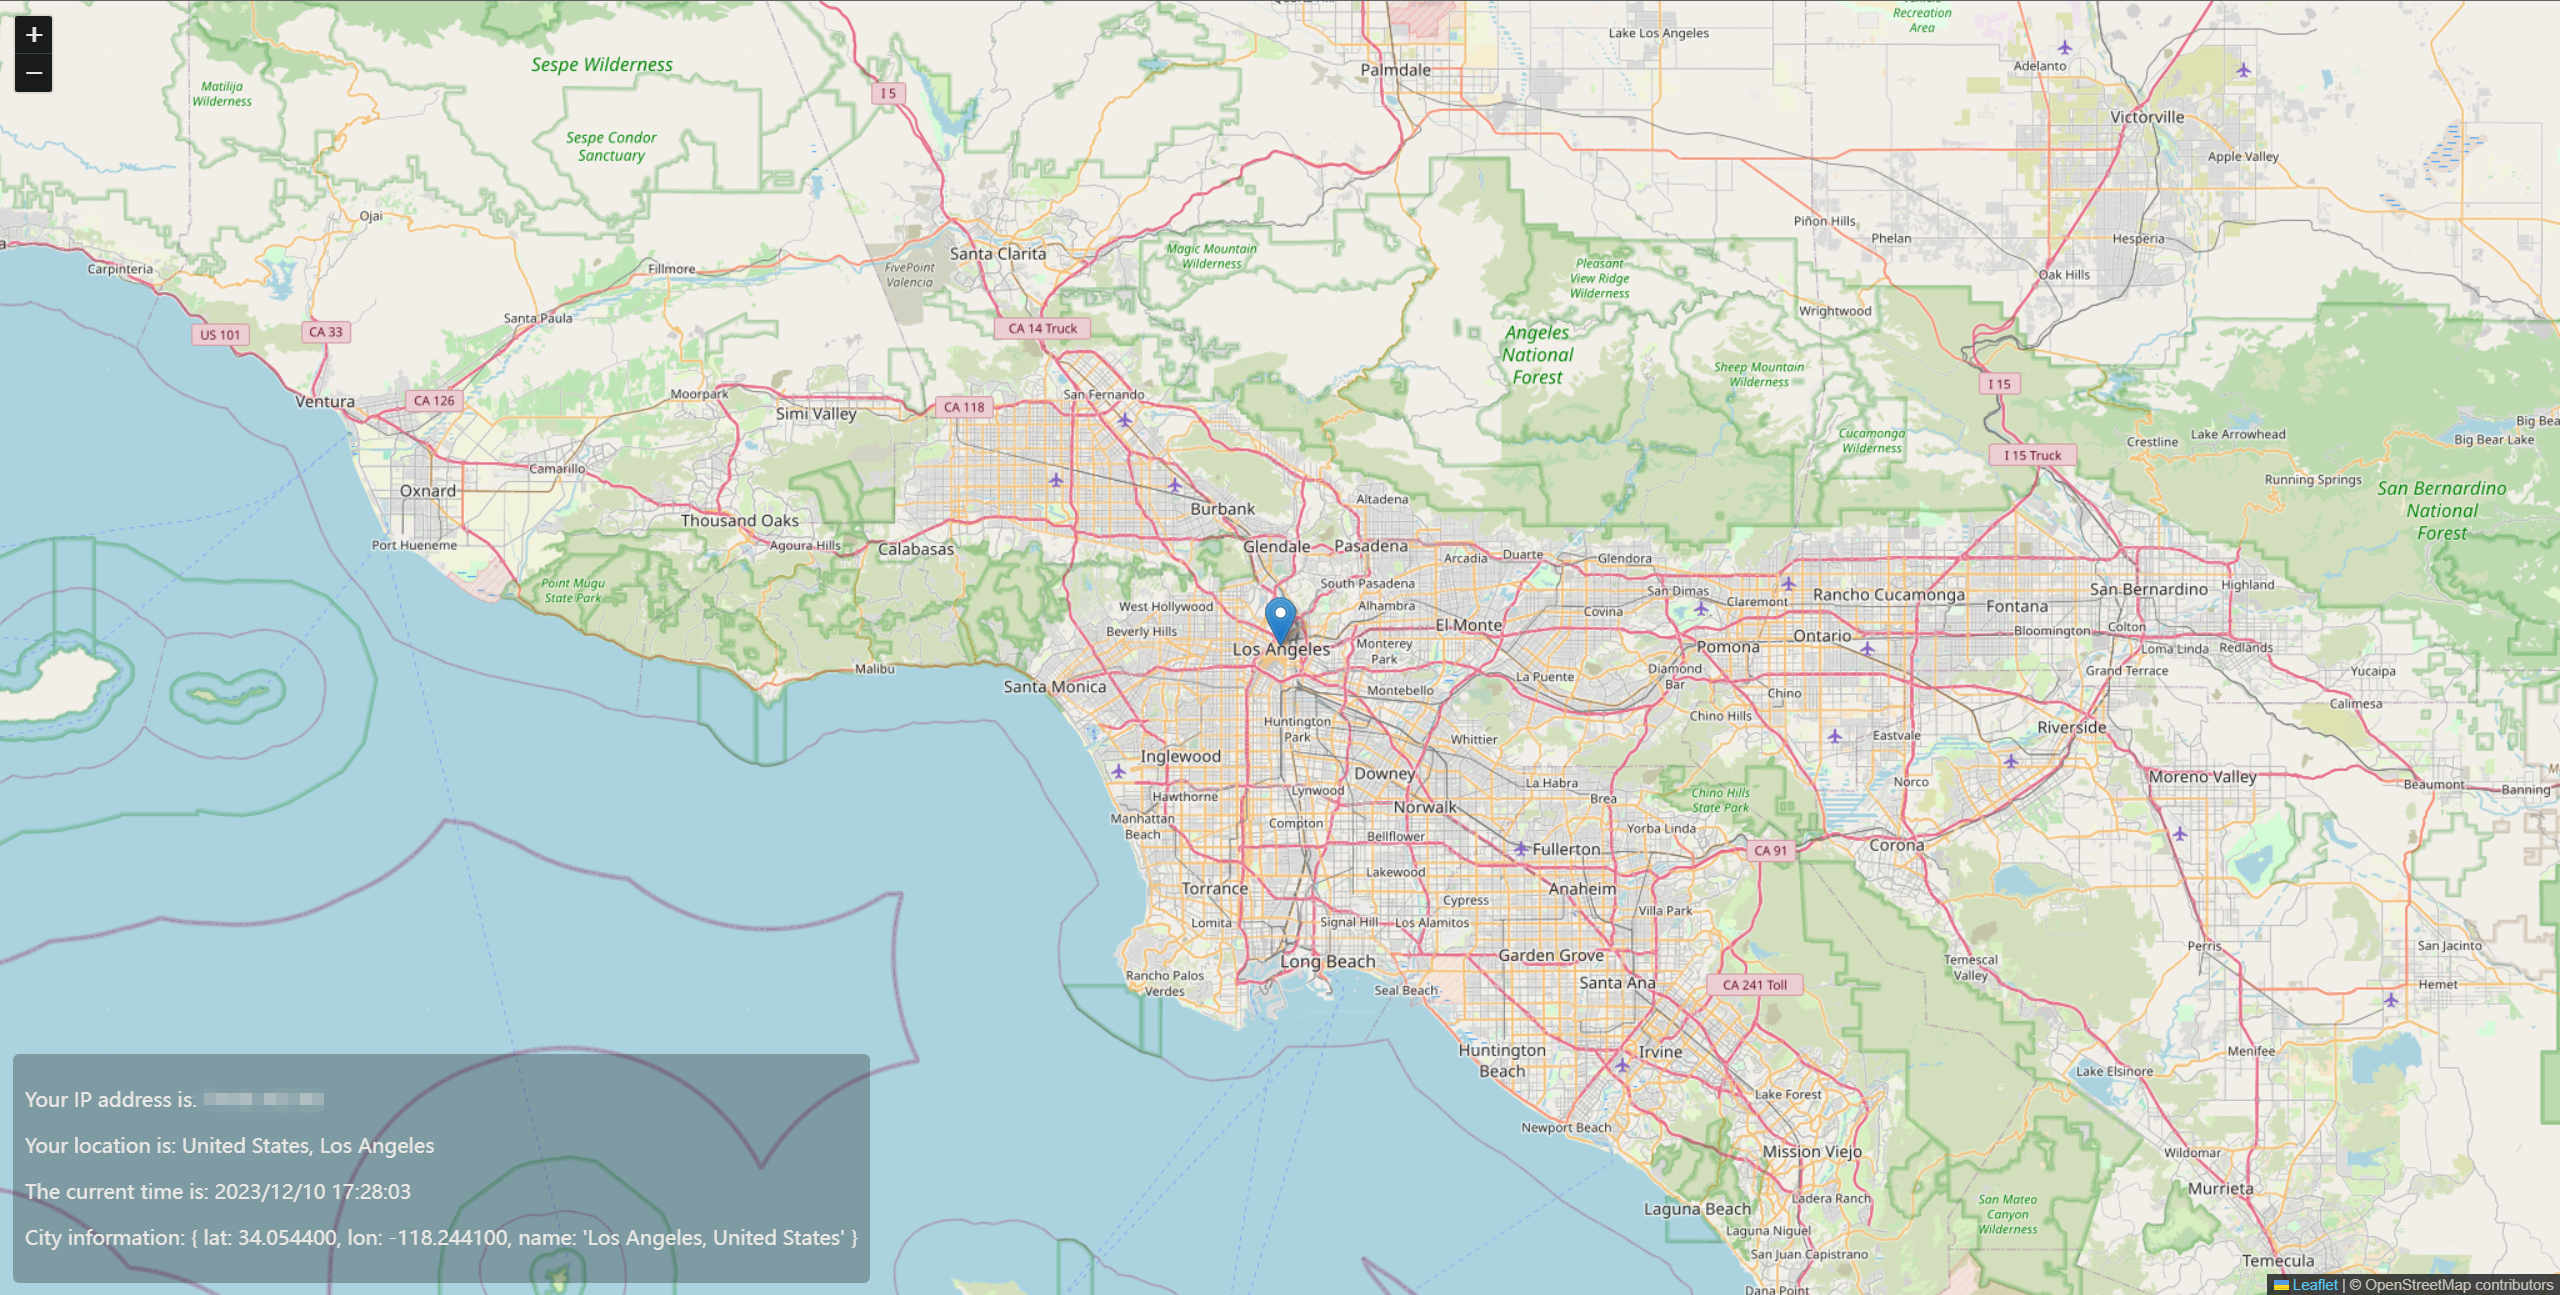 +
−
Sespe Wilderness
Matilija
Wilderness
Sespe Condor
Sanctuary
I 5
Palmdale
Lake Los Angeles
Recreation
Area
Adelanto
Victorville
Apple Valley
Ojai
Piñon Hills
Phelan
Hesperia
Carpinteria
Fillmore
Santa Clarita
FivePoint
Valencia
Magic Mountain
Wilderness
Pleasant
View Ridge
Wilderness
Oak Hills
Wrightwood
Santa Paula
US 101
CA 33
CA 14 Truck
Angeles
National
Forest
Sheep Mountain
Wilderness
I 15
Ventura
CA 126
Moorpark
Simi Valley
CA 118
San Fernando
Cucamonga
Wilderness
I 15 Truck
Crestline
Lake Arrowhead
Big Bear Lake
Running Springs
San Bernardino
National
Forest
Camarillo
Oxnard
Thousand Oaks
Port Hueneme
Agoura Hills
Calabasas
Burbank
Altadena
Glendale
Pasadena
Arcadia
Duarte
Glendora
Point Mugu
State Park
South Pasadena
San Dimas
Claremont
Rancho Cucamonga
Fontana
San Bernardino
Highland
West Hollywood
Alhambra
Covina
Beverly Hills
El Monte
Ontario
Bloomington
Colton
Los Angeles
Monterey
Park
Pomona
Loma Linda
Redlands
Malibu
Santa Monica
Montebello
La Puente
Diamond
Bar
Chino
Grand Terrace
Yucaipa
Calimesa
Huntington
Park
Whittier
Chino Hills
Eastvale
Riverside
Inglewood
Downey
La Habra
Brea
Chino Hills
State Park
Norco
Moreno Valley
Beaumont
Banning
Hawthorne
Lynwood
Norwalk
Manhattan
Beach
Compton
Bellflower
Yorba Linda
Fullerton
CA 91
Corona
Torrance
Lakewood
Anaheim
Cypress
Villa Park
Lomita
Signal Hill
Los Alamitos
Perris
San Jacinto
Rancho Palos
Verdes
Long Beach
Garden Grove
Temescal
Valley
Seal Beach
Santa Ana
CA 241 Toll
Hemet
Huntington
Beach
Irvine
Menifee
Lake Elsinore
Lake Forest
Newport Beach
Mission Viejo
Wildomar
Ladera Ranch
Murrieta
Laguna Beach
San Mateo
Canyon
Wilderness
Laguna Niguel
San Juan Capistrano
Temecula
Dana Point
Your IP address is:
Your location is: United States, Los Angeles
The current time is: 2023/12/10 17:28:03
City information: { lat: 34.054400, lon: -118.244100, name: 'Los Angeles, United States' }
Leaflet | © OpenStreetMap contributors